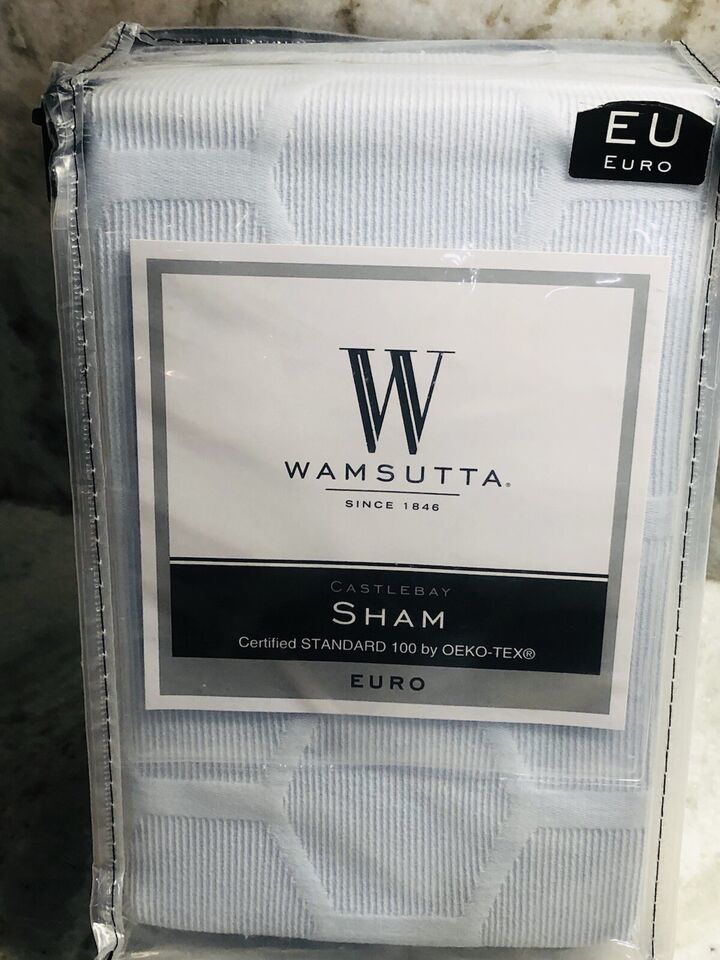 EU
EURO
W
WAMSUTTA®
SINCE 1846
CASTLEBAY
SHAM
Certified STANDARD 100 by OEKO-TEX®
EURO